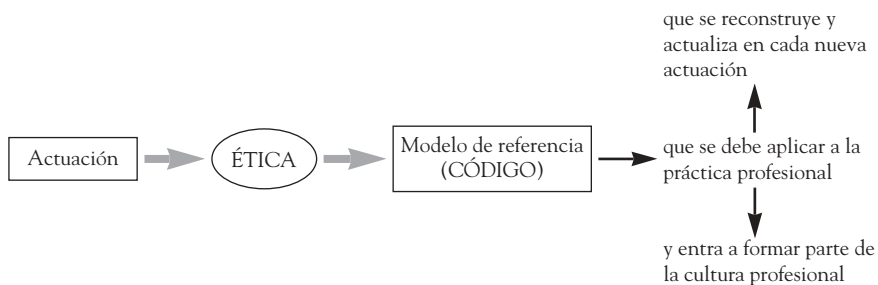 que se reconstruye y
actualiza en cada nueva
actuación
Actuación
ÉTICA
Modelo de referencia
(CÓDIGO)
que se debe aplicar a la
práctica profesional
y entra a formar parte de
la cultura profesional